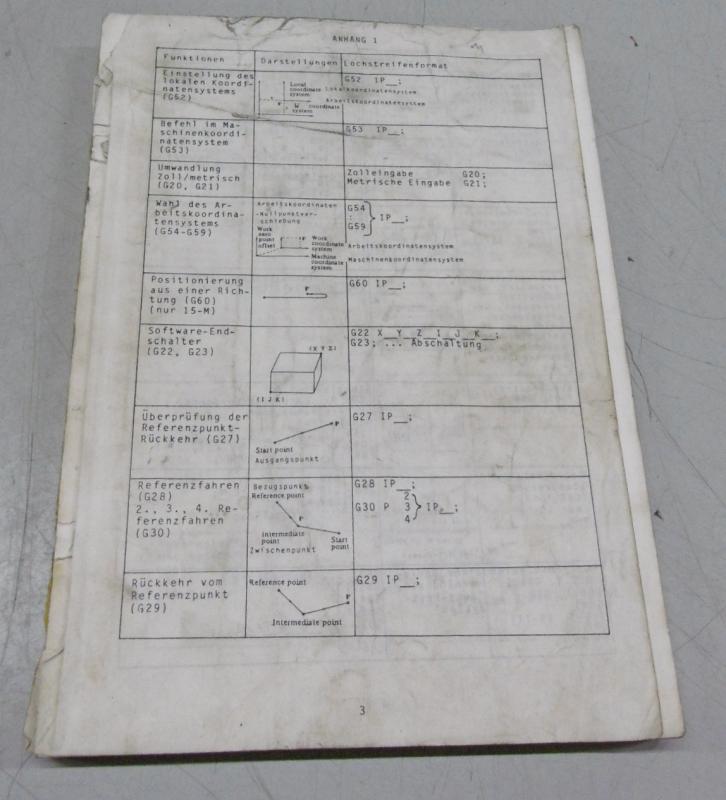 ANHANG 1
Funktionen Darstellungen Lochstreifenformat
Einstellung des
lokalen Koordi-
natensystems
(G52)
Local
coordinate
system
Lokalkoordinatensystem
Arbeitskoordinatensystem
P
W
coordinate
system
G52 IP__;
Befehl im Ma-
schinenkoordi-
natensystem
(G53)
G53 IP__;
Umwandlung
Zoll/metrisch
(G20, G21)
Zolleingabe G20;
Metrische Eingabe G21;
Wahl des Ar-
beitskoordina-
tensystems
(G54-G59)
Arbeitskoordinaten
-Nullpunktver-
schiebung
Work
zero
point
offset
P
Work
coordinate
system
Arbeitskoordinatensystem
Machine
coordinate
system
Maschinenkoordinatensystem
G54
:
G59
IP__;
Positionierung
aus einer Rich-
tung (G60)
(nur 15-M)
P
G60 IP__;
Software-End-
schalter
(G22, G23)
(X Y Z)
(I J K)
G22 X__Y__Z__I__J__K__;
G23; ... Abschaltung
Überprüfung der
Referenzpunkt-
Rückkehr (G27)
P
Start point
Ausgangspunkt
G27 IP__;
Referenzfahren
(G28)
2., 3., 4. Re-
ferenzfahren
(G30)
Bezugspunkt
Reference point
P
Intermediate
point
Zwischenpunkt
Start
point
G28 IP__;
2
G30 P 3 IP__;
4
Rückkehr vom
Referenzpunkt
(G29)
Reference point
P
Intermediate point
G29 IP__;
3